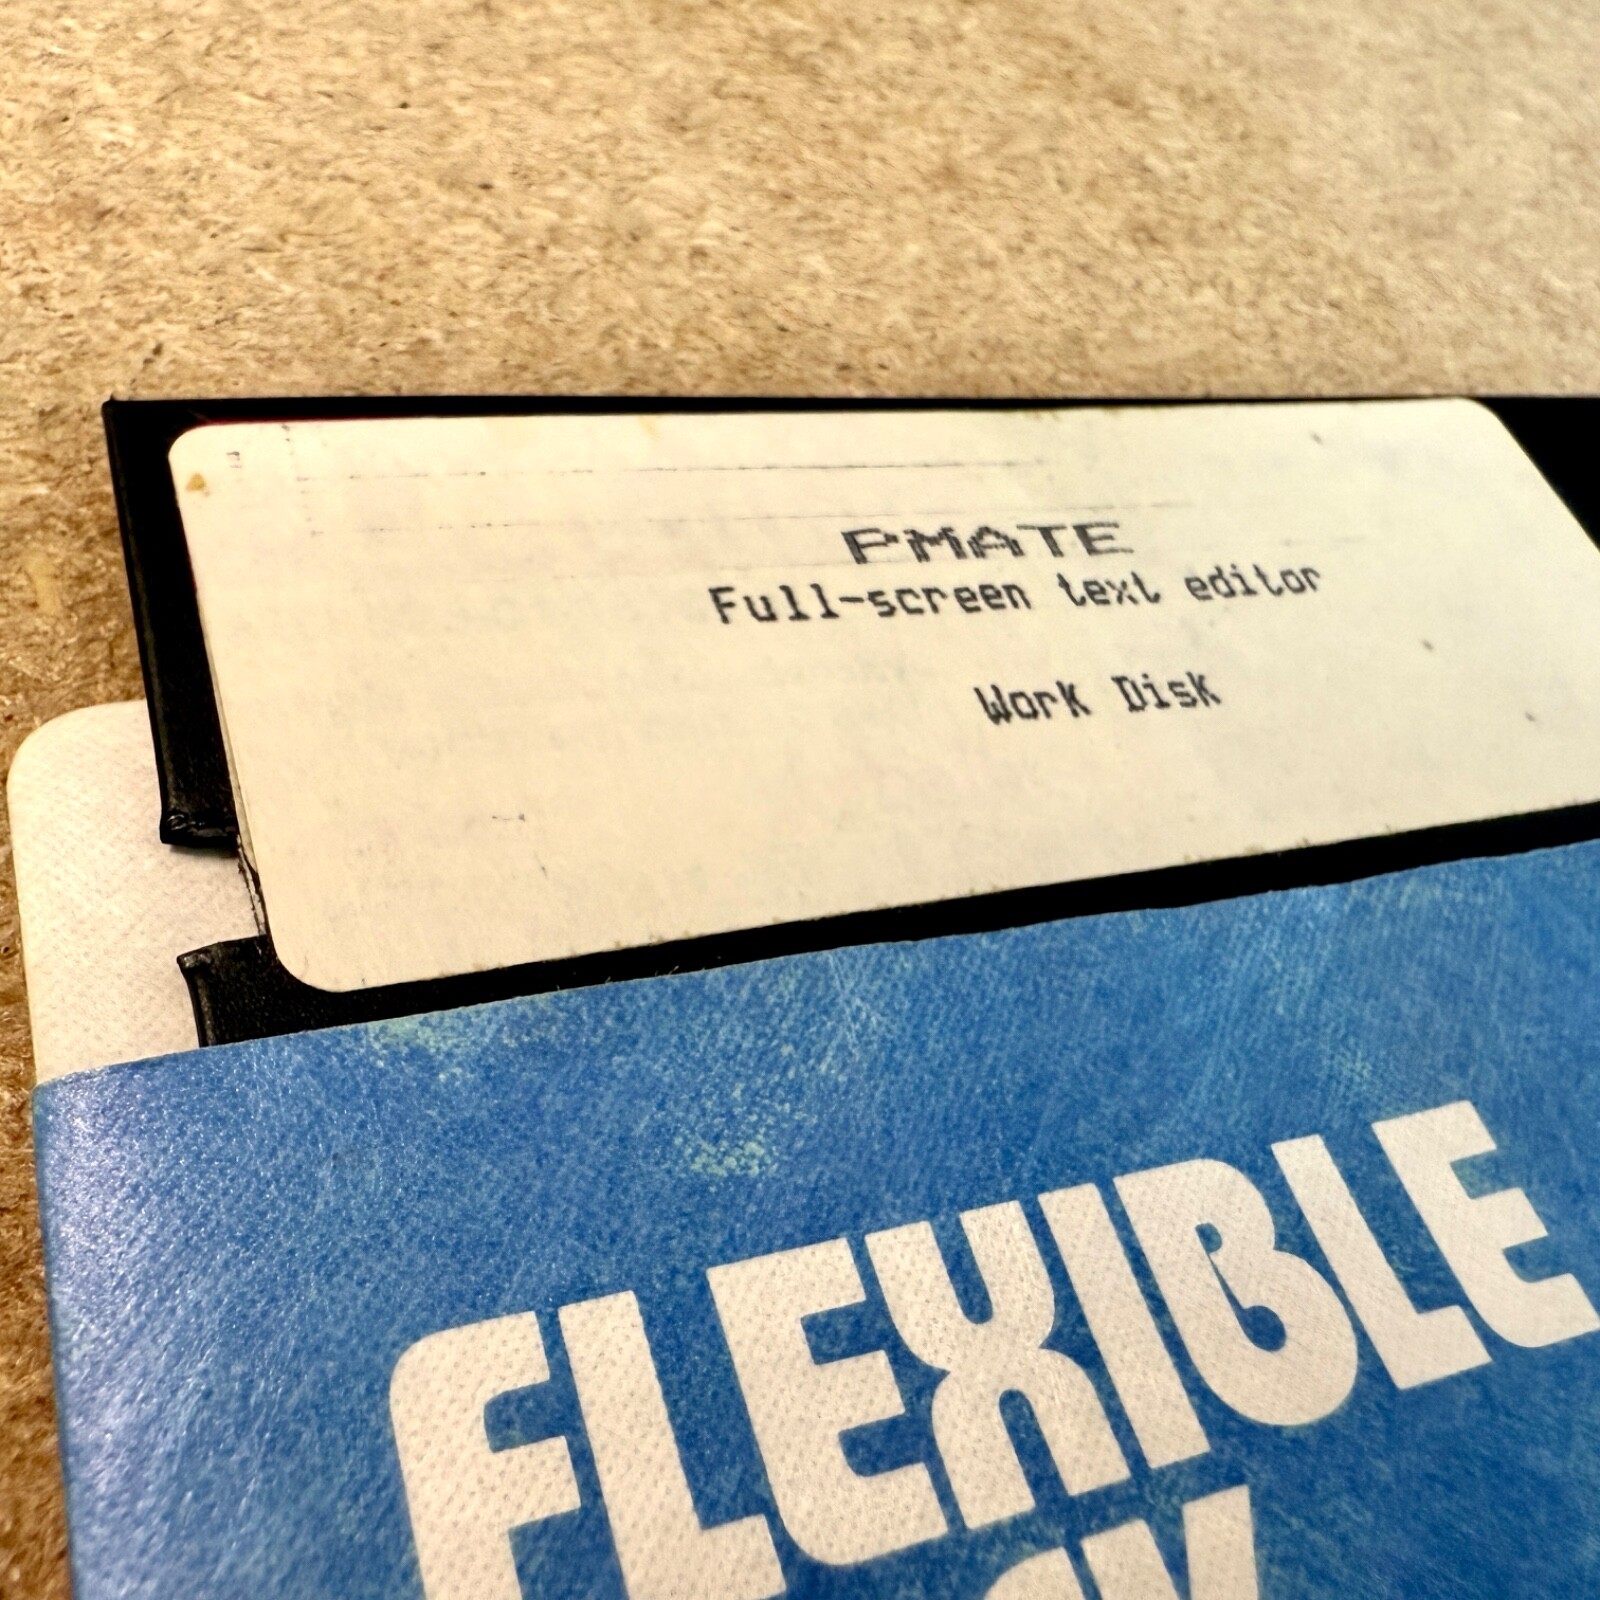 PMATE
Full-screen text editor
Work Disk
FLEXIBLE